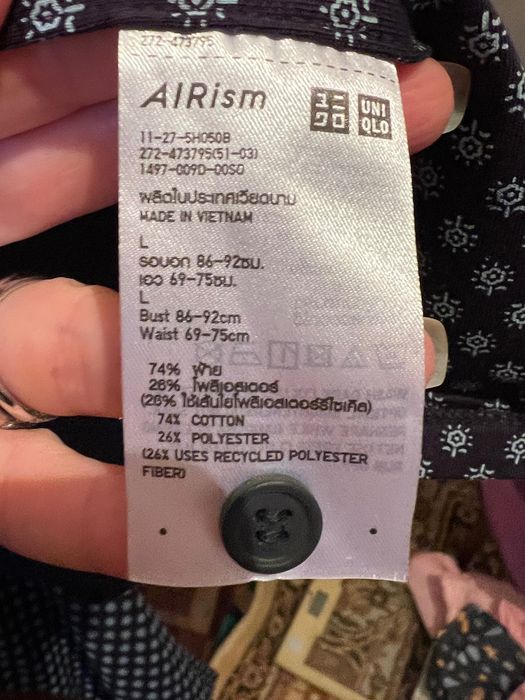 272-473795
AIRism
ユニクロ
UNIQLO
11-27-5H050B
272-473795(51-03)
1497-009D-00S0
ผลิตในประเทศเวียดนาม
MADE IN VIETNAM
L
รอบอก 86-92ซม.
เอว 69-75ซม.
L
Bust 86-92cm
Waist 69-75cm
74% ฝ้าย
26% โพลีเอสเตอร์
(26% ใช้เส้นใยโพลีเอสเตอร์รีไซเคิล)
74% COTTON
26% POLYESTER
(26% USES RECYCLED POLYESTER
FIBER)